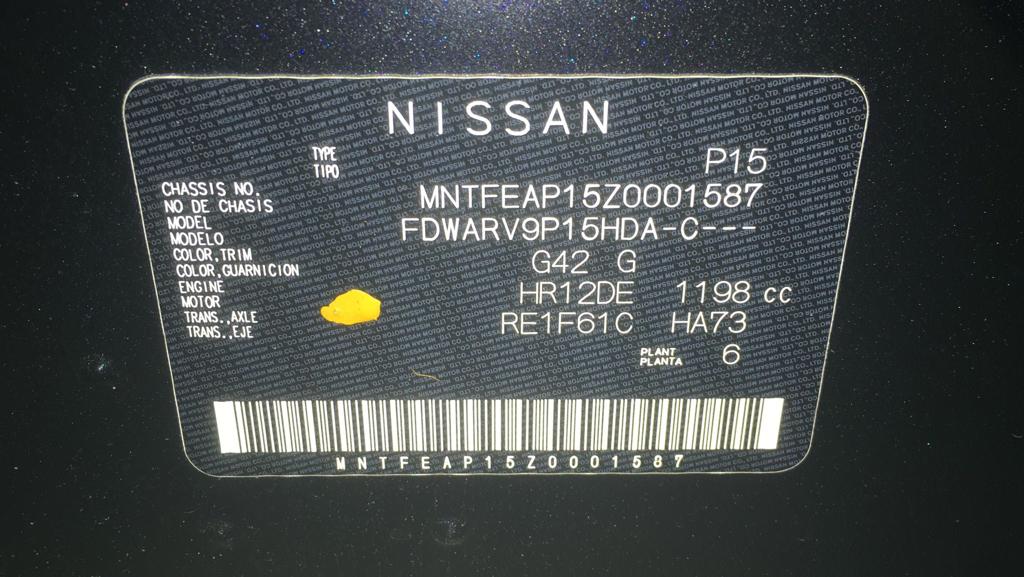 NISSAN
TYPE
TIPO P15
CHASSIS NO. MNTFEAP15Z0001587
NO DE CHASIS
MODEL FDWARV9P15HDA-C---
MODELO
COLOR,TRIM G42 G
COLOR,GUARNICION
ENGINE HR12DE 1198 cc
MOTOR
TRANS.,AXLE RE1F61C HA73
TRANS.,EJE
PLANT 6
PLANTA
MNTFEAP15Z0001587